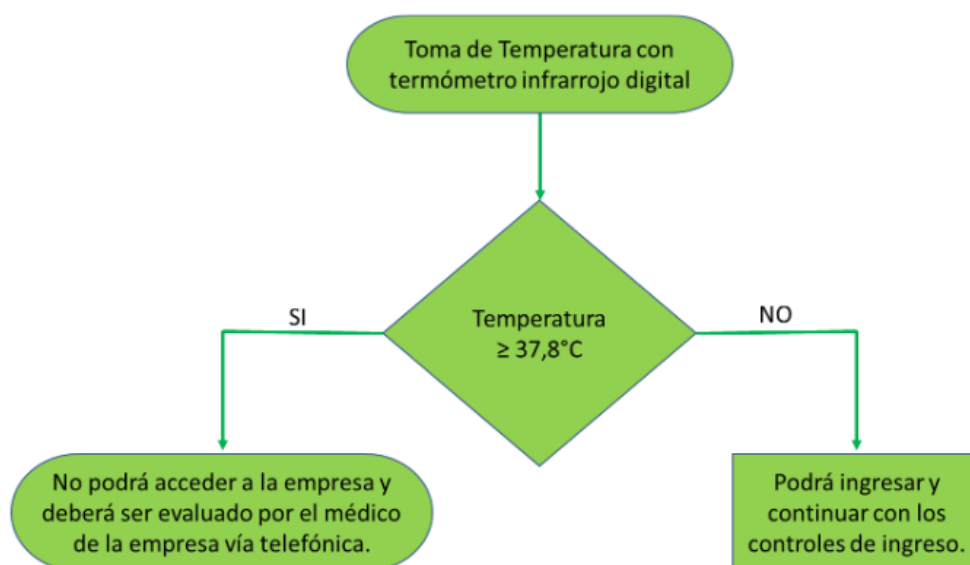 Toma de Temperatura con
termómetro infrarrojo digital
SI
NO
Temperatura
≥ 37,8°C
No podrá acceder a la empresa y
deberá ser evaluado por el médico
de la empresa vía telefónica.
Podrá ingresar y
continuar con los
controles de ingreso.